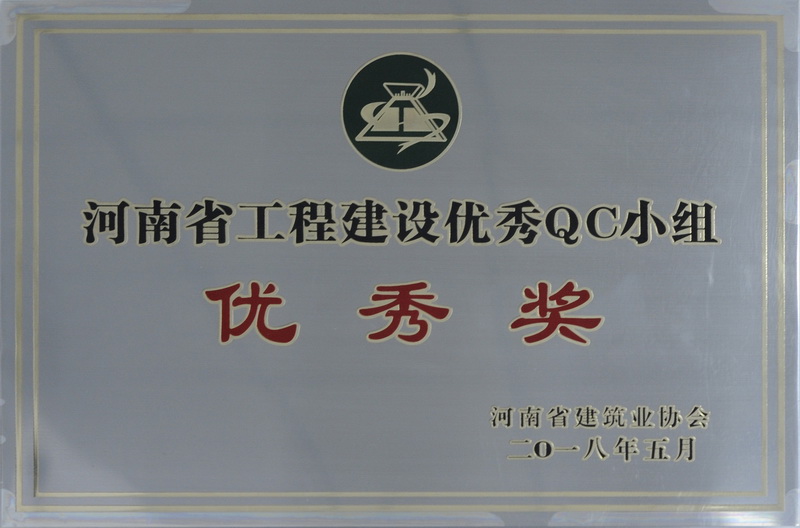 河南省工程建设优秀QC小组
优秀奖
河南省建筑业协会
二O一八年五月